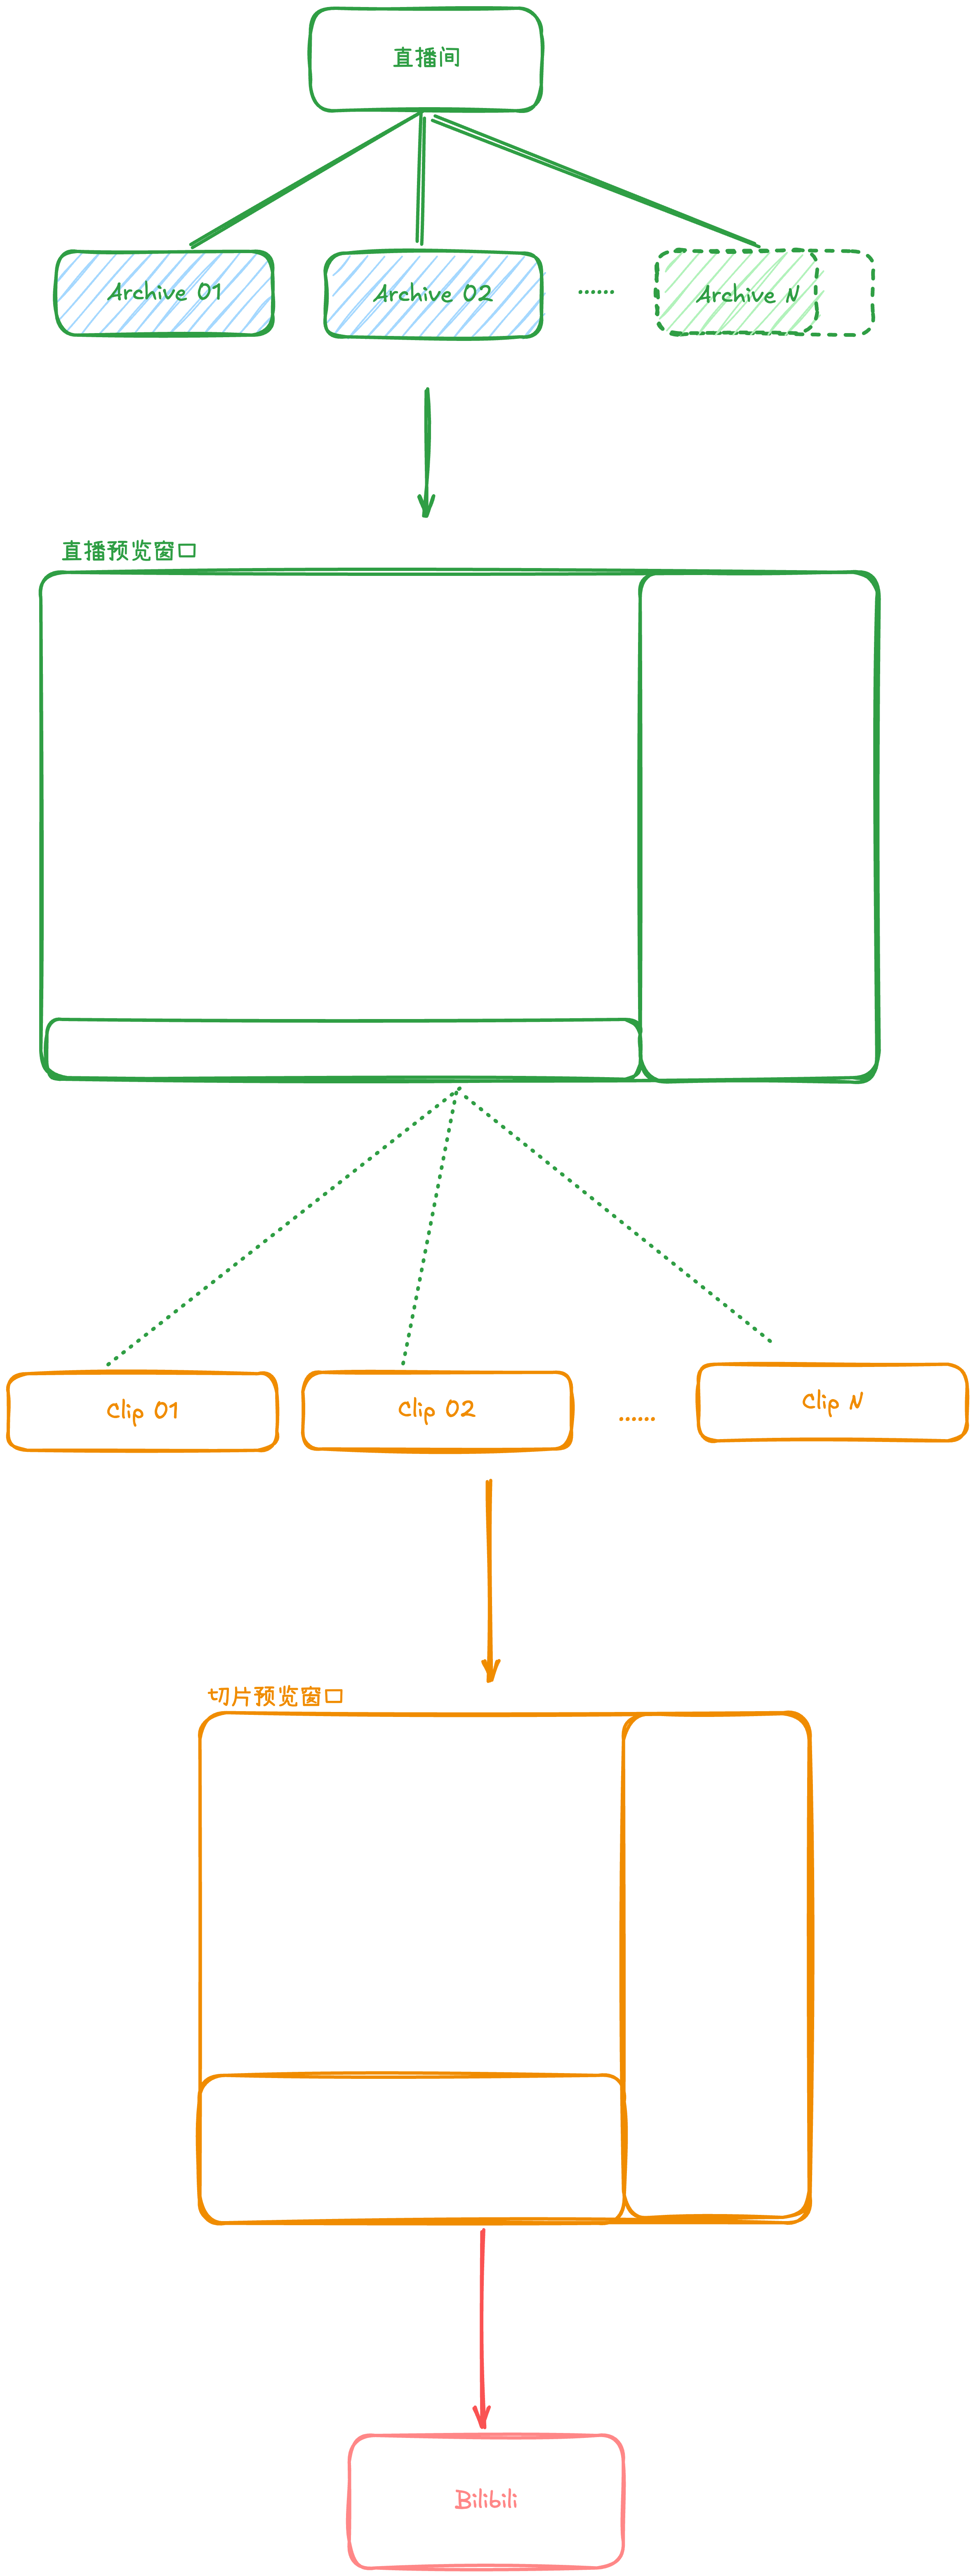 直播间
Archive 01
Archive 02
......
Archive N
直播预览窗口
Clip 01
Clip 02
......
Clip N
切片预览窗口
Bilibili